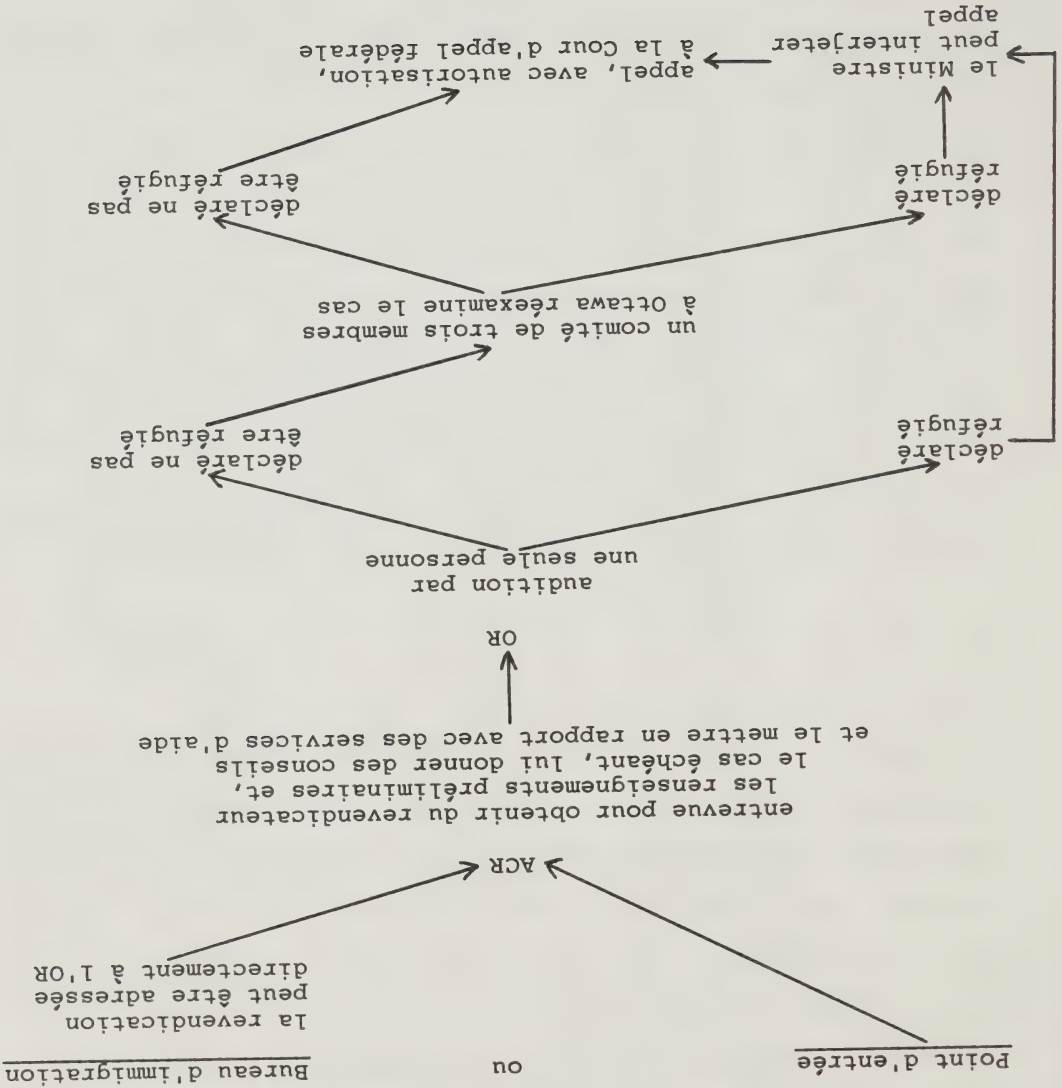 Point d'entrée
ou
Bureau d'immigration
la revendication
peut être adressée
directement à l'OR
ACR
entrevue pour obtenir du revendicateur
les renseignements préliminaires et,
le cas échéant, lui donner des conseils
et le mettre en rapport avec des services d'aide
OR
audition par
une seule personne
déclaré
réfugié
déclaré ne pas
être réfugié
un comité de trois membres
à Ottawa réexamine le cas
déclaré
réfugié
déclaré ne pas
être réfugié
le Ministre
peut interjeter
appel
appel, avec autorisation,
à la Cour d'appel fédérale